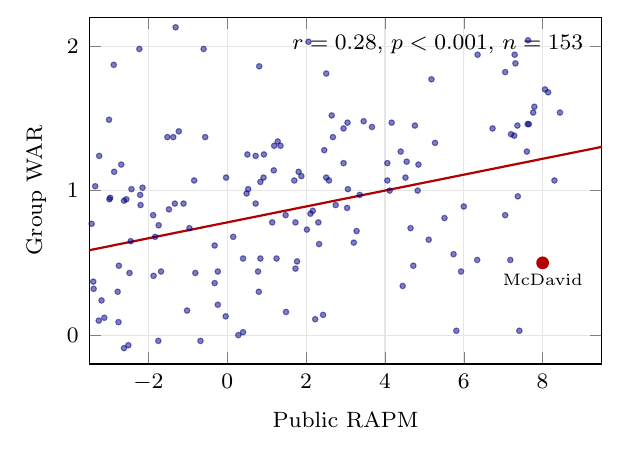 r = 0.28, p < 0.001, n = 153
2
1
0
Group WAR
McDavid
−2
0
2
4
6
8
Public RAPM